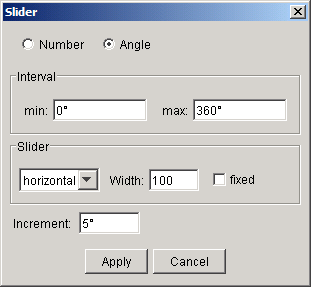 Slider
Number Angle
Interval
min: 0° max: 360°
Slider
horizontal Width: 100 fixed
Increment: 5°
Apply Cancel